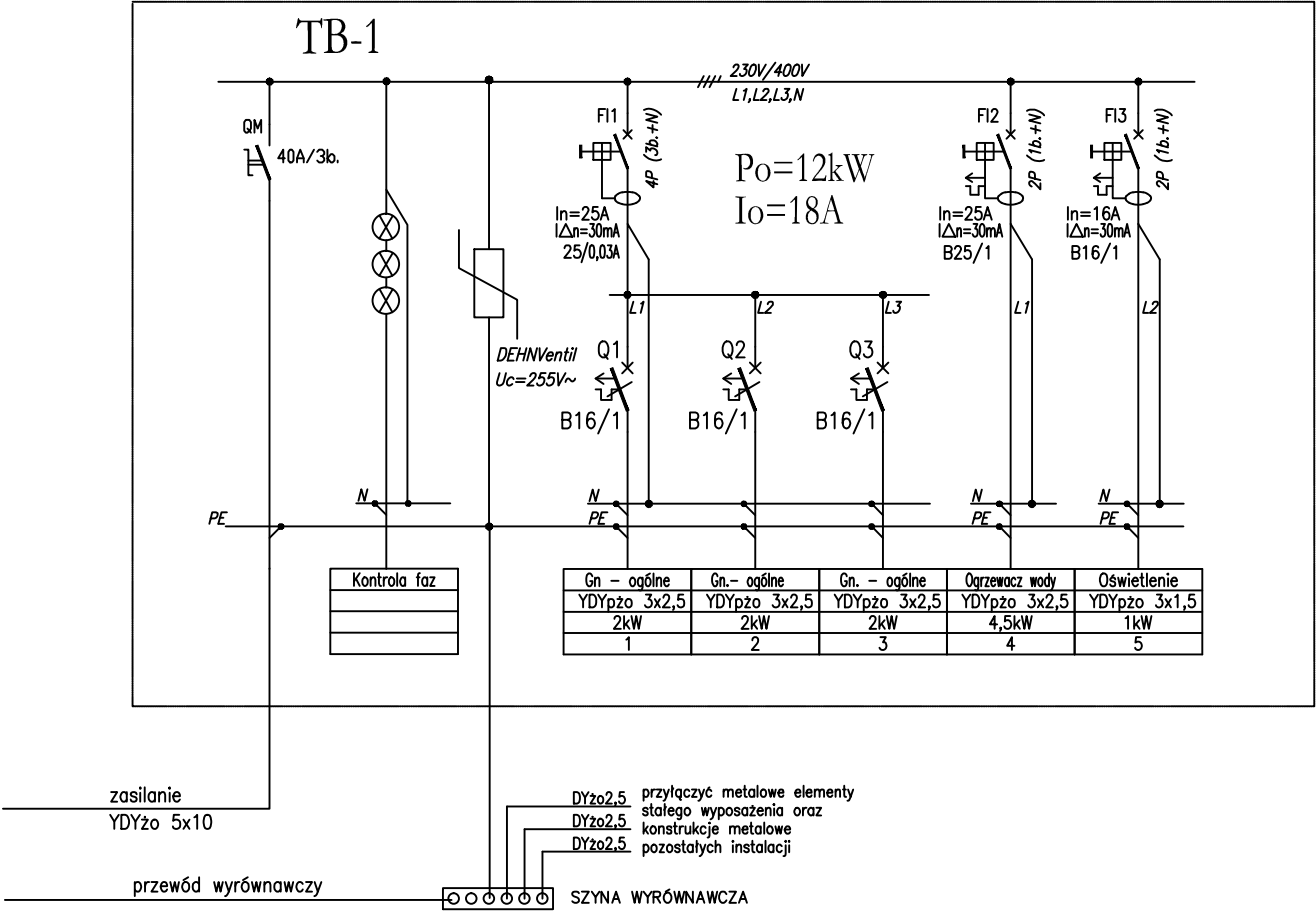 TB-1
230V/400V
L1,L2,L3,N
QM
40A/3b.
FI1
4P (3b.+N)
In=25A
I△n=30mA
25/0,03A
Po=12kW
Io=18A
FI2
2P (1b.+N)
In=25A
I△n=30mA
B25/1
FI3
2P (1b.+N)
In=16A
I△n=30mA
B16/1
L1
L2
L3
L1
L2
DEHNVentil
Uc=255V~
Q1
B16/1
Q2
B16/1
Q3
B16/1
N
N
N
N
PE
PE
PE
PE
Kontrola faz
Gn - ogólne
Gn.- ogólne
Gn. - ogólne
Ogrzewacz wody
Oświetlenie
YDYpżo 3x2,5
YDYpżo 3x2,5
YDYpżo 3x2,5
YDYpżo 3x2,5
YDYpżo 3x1,5
2kW
2kW
2kW
4,5kW
1kW
1
2
3
4
5
zasilanie
YDYżo 5x10
DYżo2,5
DYżo2,5
DYżo2,5
przyłączyć metalowe elementy
stałego wyposażenia oraz
konstrukcje metalowe
pozostałych instalacji
przewód wyrównawczy
SZYNA WYRÓWNAWCZA